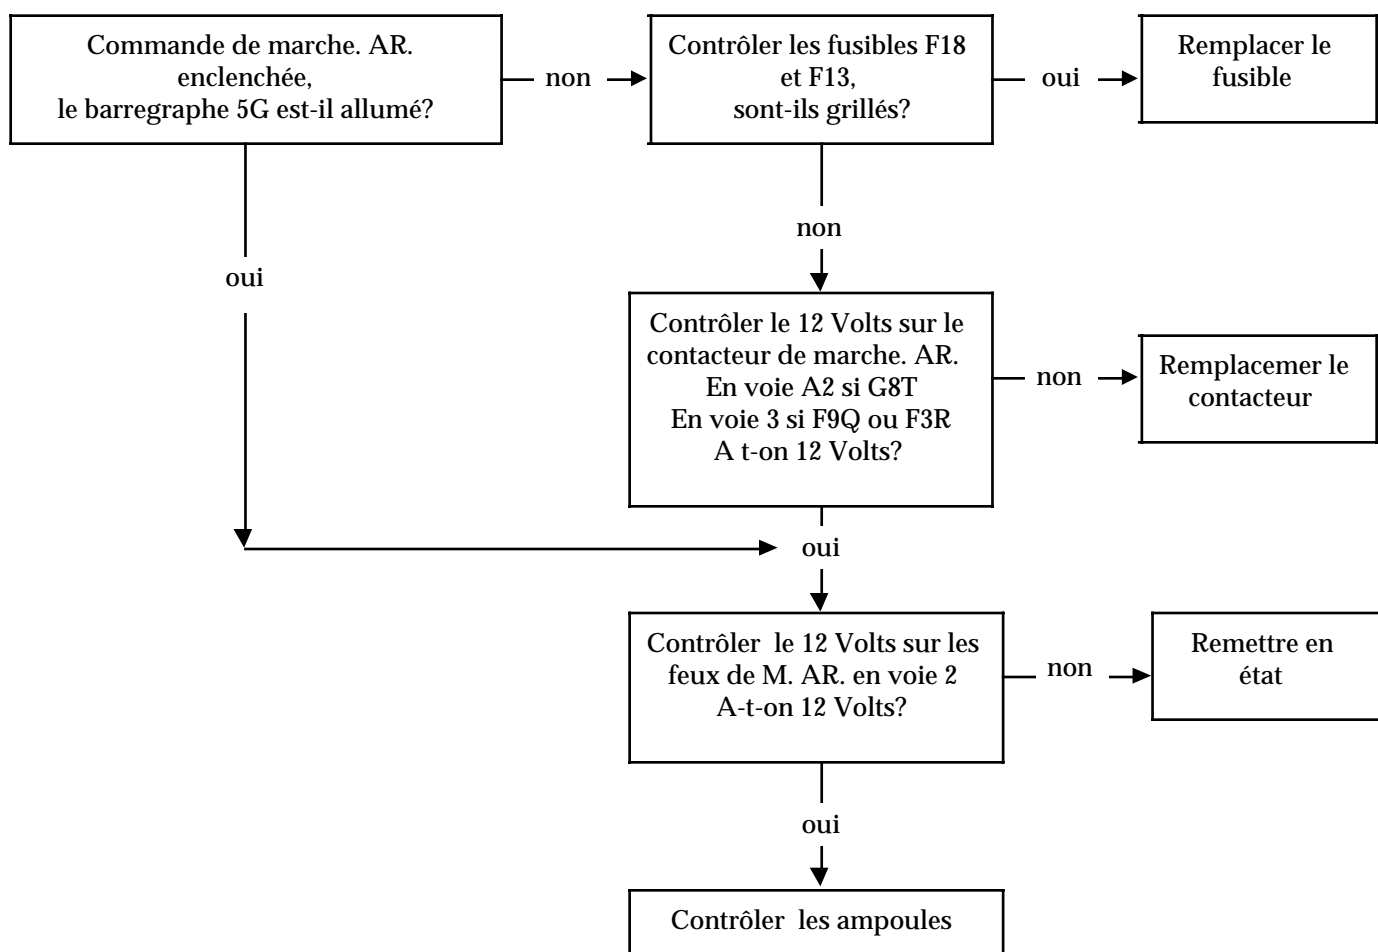 Commande de marche. AR.
enclenchée,
le barregraphe 5G est-il allumé?
non
Contrôler les fusibles F18
et F13,
sont-ils grillés?
oui
Remplacer le
fusible
non
oui
Contrôler le 12 Volts sur le
contacteur de marche. AR.
En voie A2 si G8T
En voie 3 si F9Q ou F3R
A t-on 12 Volts?
non
Remplacemer le
contacteur
oui
Contrôler le 12 Volts sur les
feux de M. AR. en voie 2
A-t-on 12 Volts?
non
Remettre en
état
oui
Contrôler les ampoules